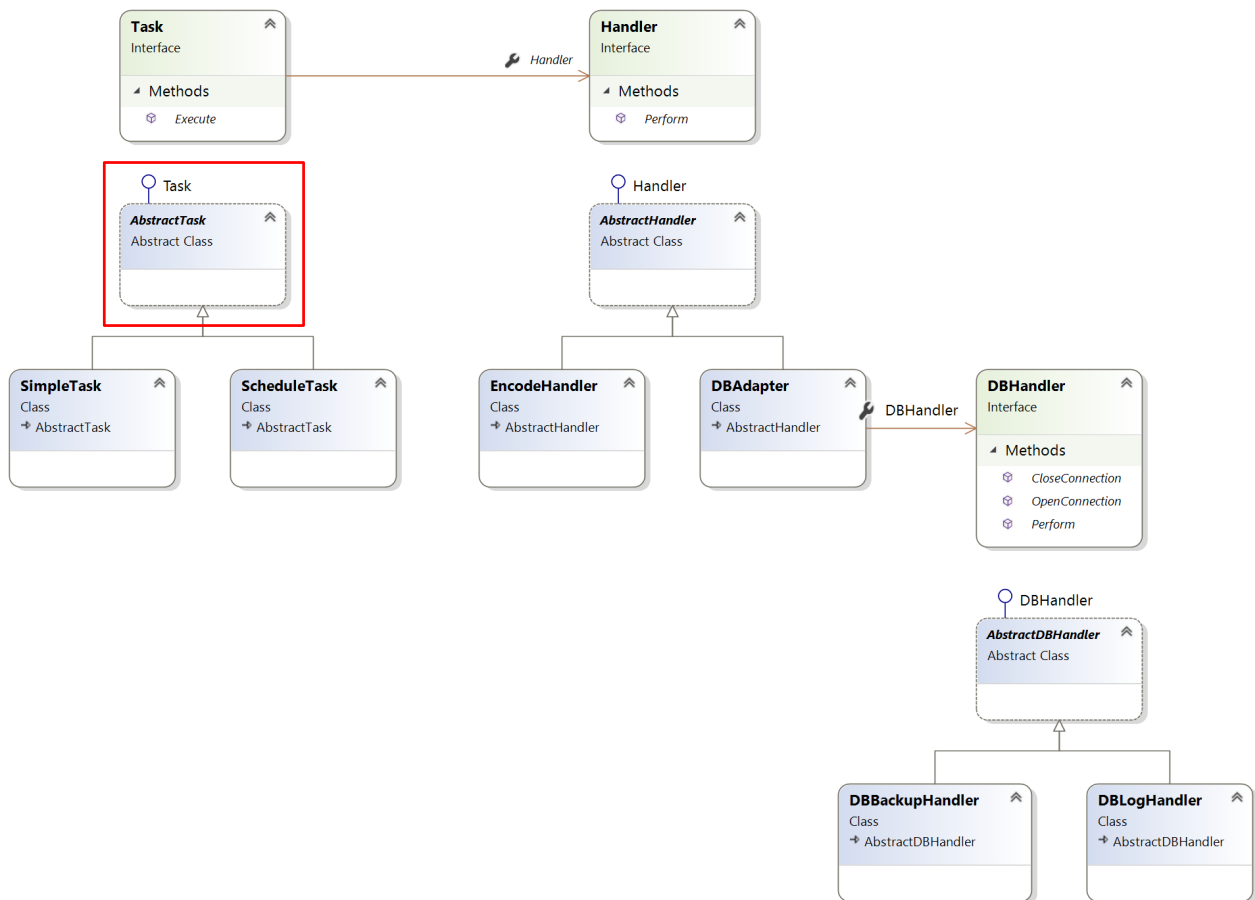 Task
Interface
Methods
Execute
Handler
Handler
Interface
Methods
Perform
Task
AbstractTask
Abstract Class
Handler
AbstractHandler
Abstract Class
SimpleTask
Class
AbstractTask
ScheduleTask
Class
AbstractTask
EncodeHandler
Class
AbstractHandler
DBAdapter
Class
AbstractHandler
DBHandler
DBHandler
Interface
Methods
CloseConnection
OpenConnection
Perform
DBHandler
AbstractDBHandler
Abstract Class
DBBackupHandler
Class
AbstractDBHandler
DBLogHandler
Class
AbstractDBHandler